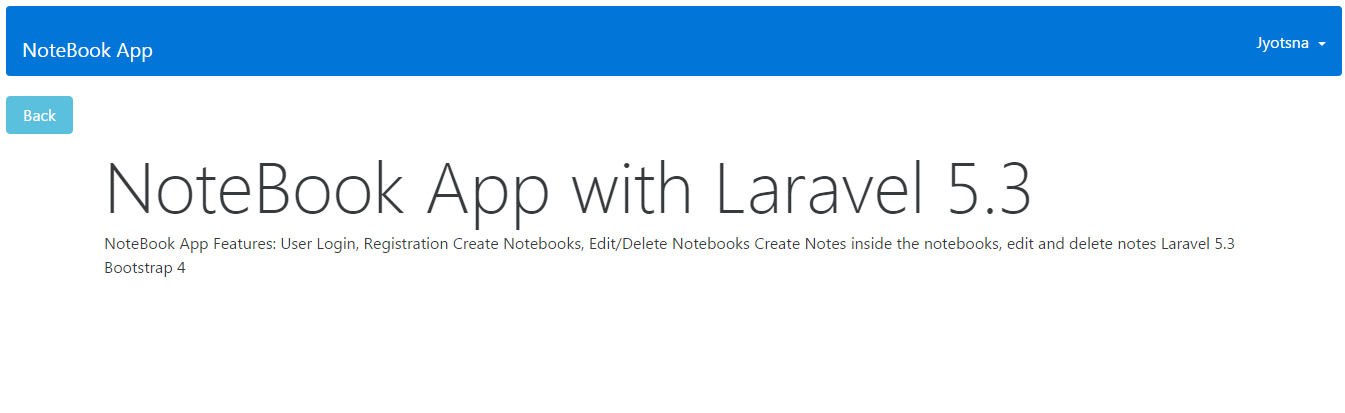 NoteBook App
Jyotsna
Back
NoteBook App with Laravel 5.3
NoteBook App Features: User Login, Registration Create Notebooks, Edit/Delete Notebooks Create Notes inside the notebooks, edit and delete notes Laravel 5.3
Bootstrap 4